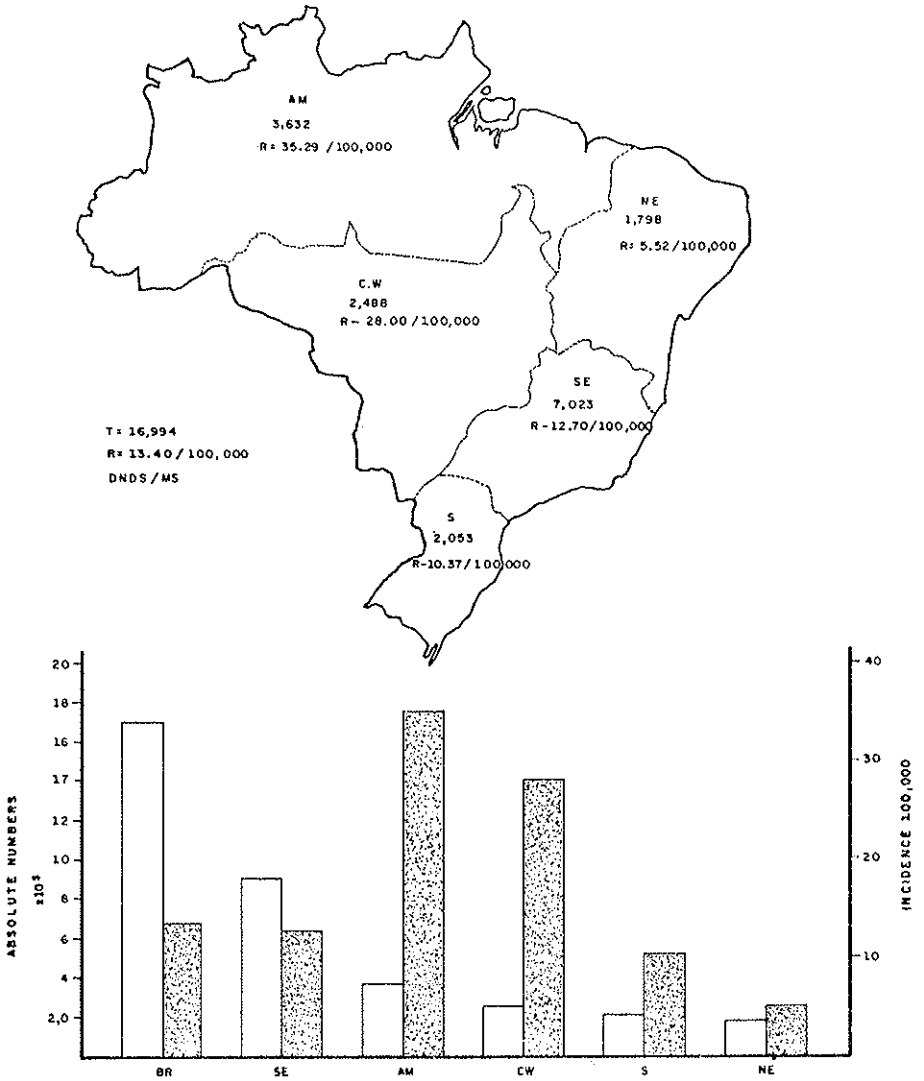 AM
3,632
R= 35.29 /100,000
NE
1,798
R= 5.52/100,000
C.W
2,488
R- 28.00 /100,000
SE
7,023
R-12.70/100,000
T= 16,994
R= 13.40/100,000
DNDS/MS
S
2,053
R-10.37/100,000
20
18
16
17
12
10
8
6
4
2,0
ABSOLUTE NUMBERS
x10³
40
30
20
10
INCIDENCE 100,000
BR SE AM CW S NE